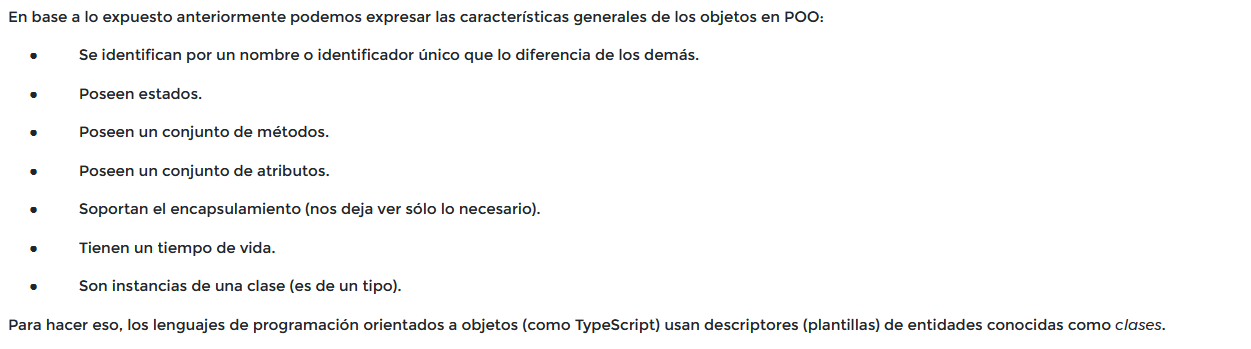 En base a lo expuesto anteriormente podemos expresar las características generales de los objetos en POO:
● Se identifican por un nombre o identificador único que lo diferencia de los demás.
● Poseen estados.
● Poseen un conjunto de métodos.
● Poseen un conjunto de atributos.
● Soportan el encapsulamiento (nos deja ver sólo lo necesario).
● Tienen un tiempo de vida.
● Son instancias de una clase (es de un tipo).
Para hacer eso, los lenguajes de programación orientados a objetos (como TypeScript) usan descriptores (plantillas) de entidades conocidas como clases.